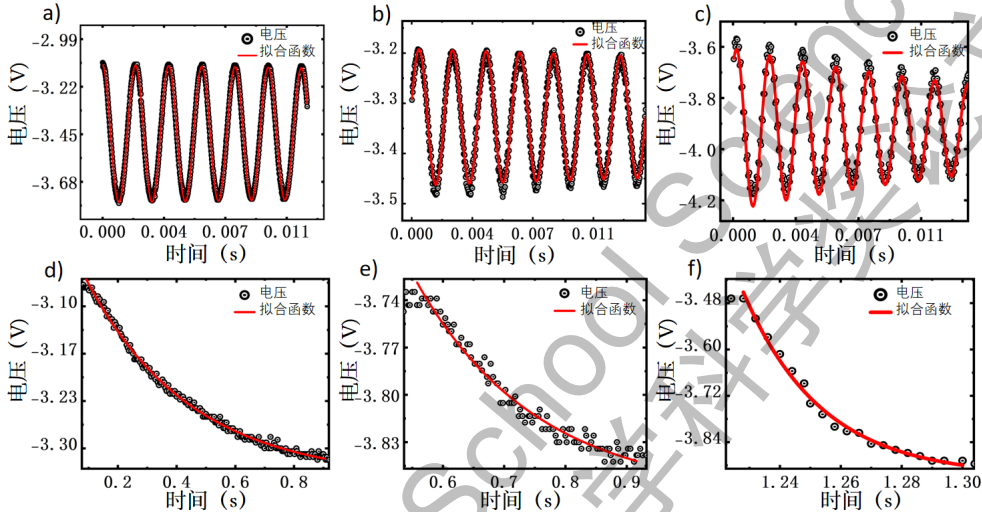 a)
电压
拟合函数
-2.99
-3.22
-3.45
-3.68
电压 (V)
0.000 0.004 0.007 0.011
时间 (s)
b)
电压
拟合函数
-3.2
-3.3
-3.4
-3.5
电压 (V)
0.000 0.004 0.007 0.011
时间 (s)
c)
电压
拟合函数
-3.6
-3.8
-4.0
-4.2
电压 (V)
0.000 0.004 0.007 0.011
时间 (s)
d)
电压
拟合函数
-3.10
-3.17
-3.23
-3.30
电压 (V)
0.2 0.4 0.6 0.8
时间 (s)
e)
电压
拟合函数
-3.74
-3.77
-3.80
-3.83
电压 (V)
0.6 0.7 0.8 0.9
时间 (s)
f)
电压
拟合函数
-3.48
-3.60
-3.72
-3.84
电压 (V)
1.24 1.26 1.28 1.30
时间 (s)
School Scienc
学科学奖论